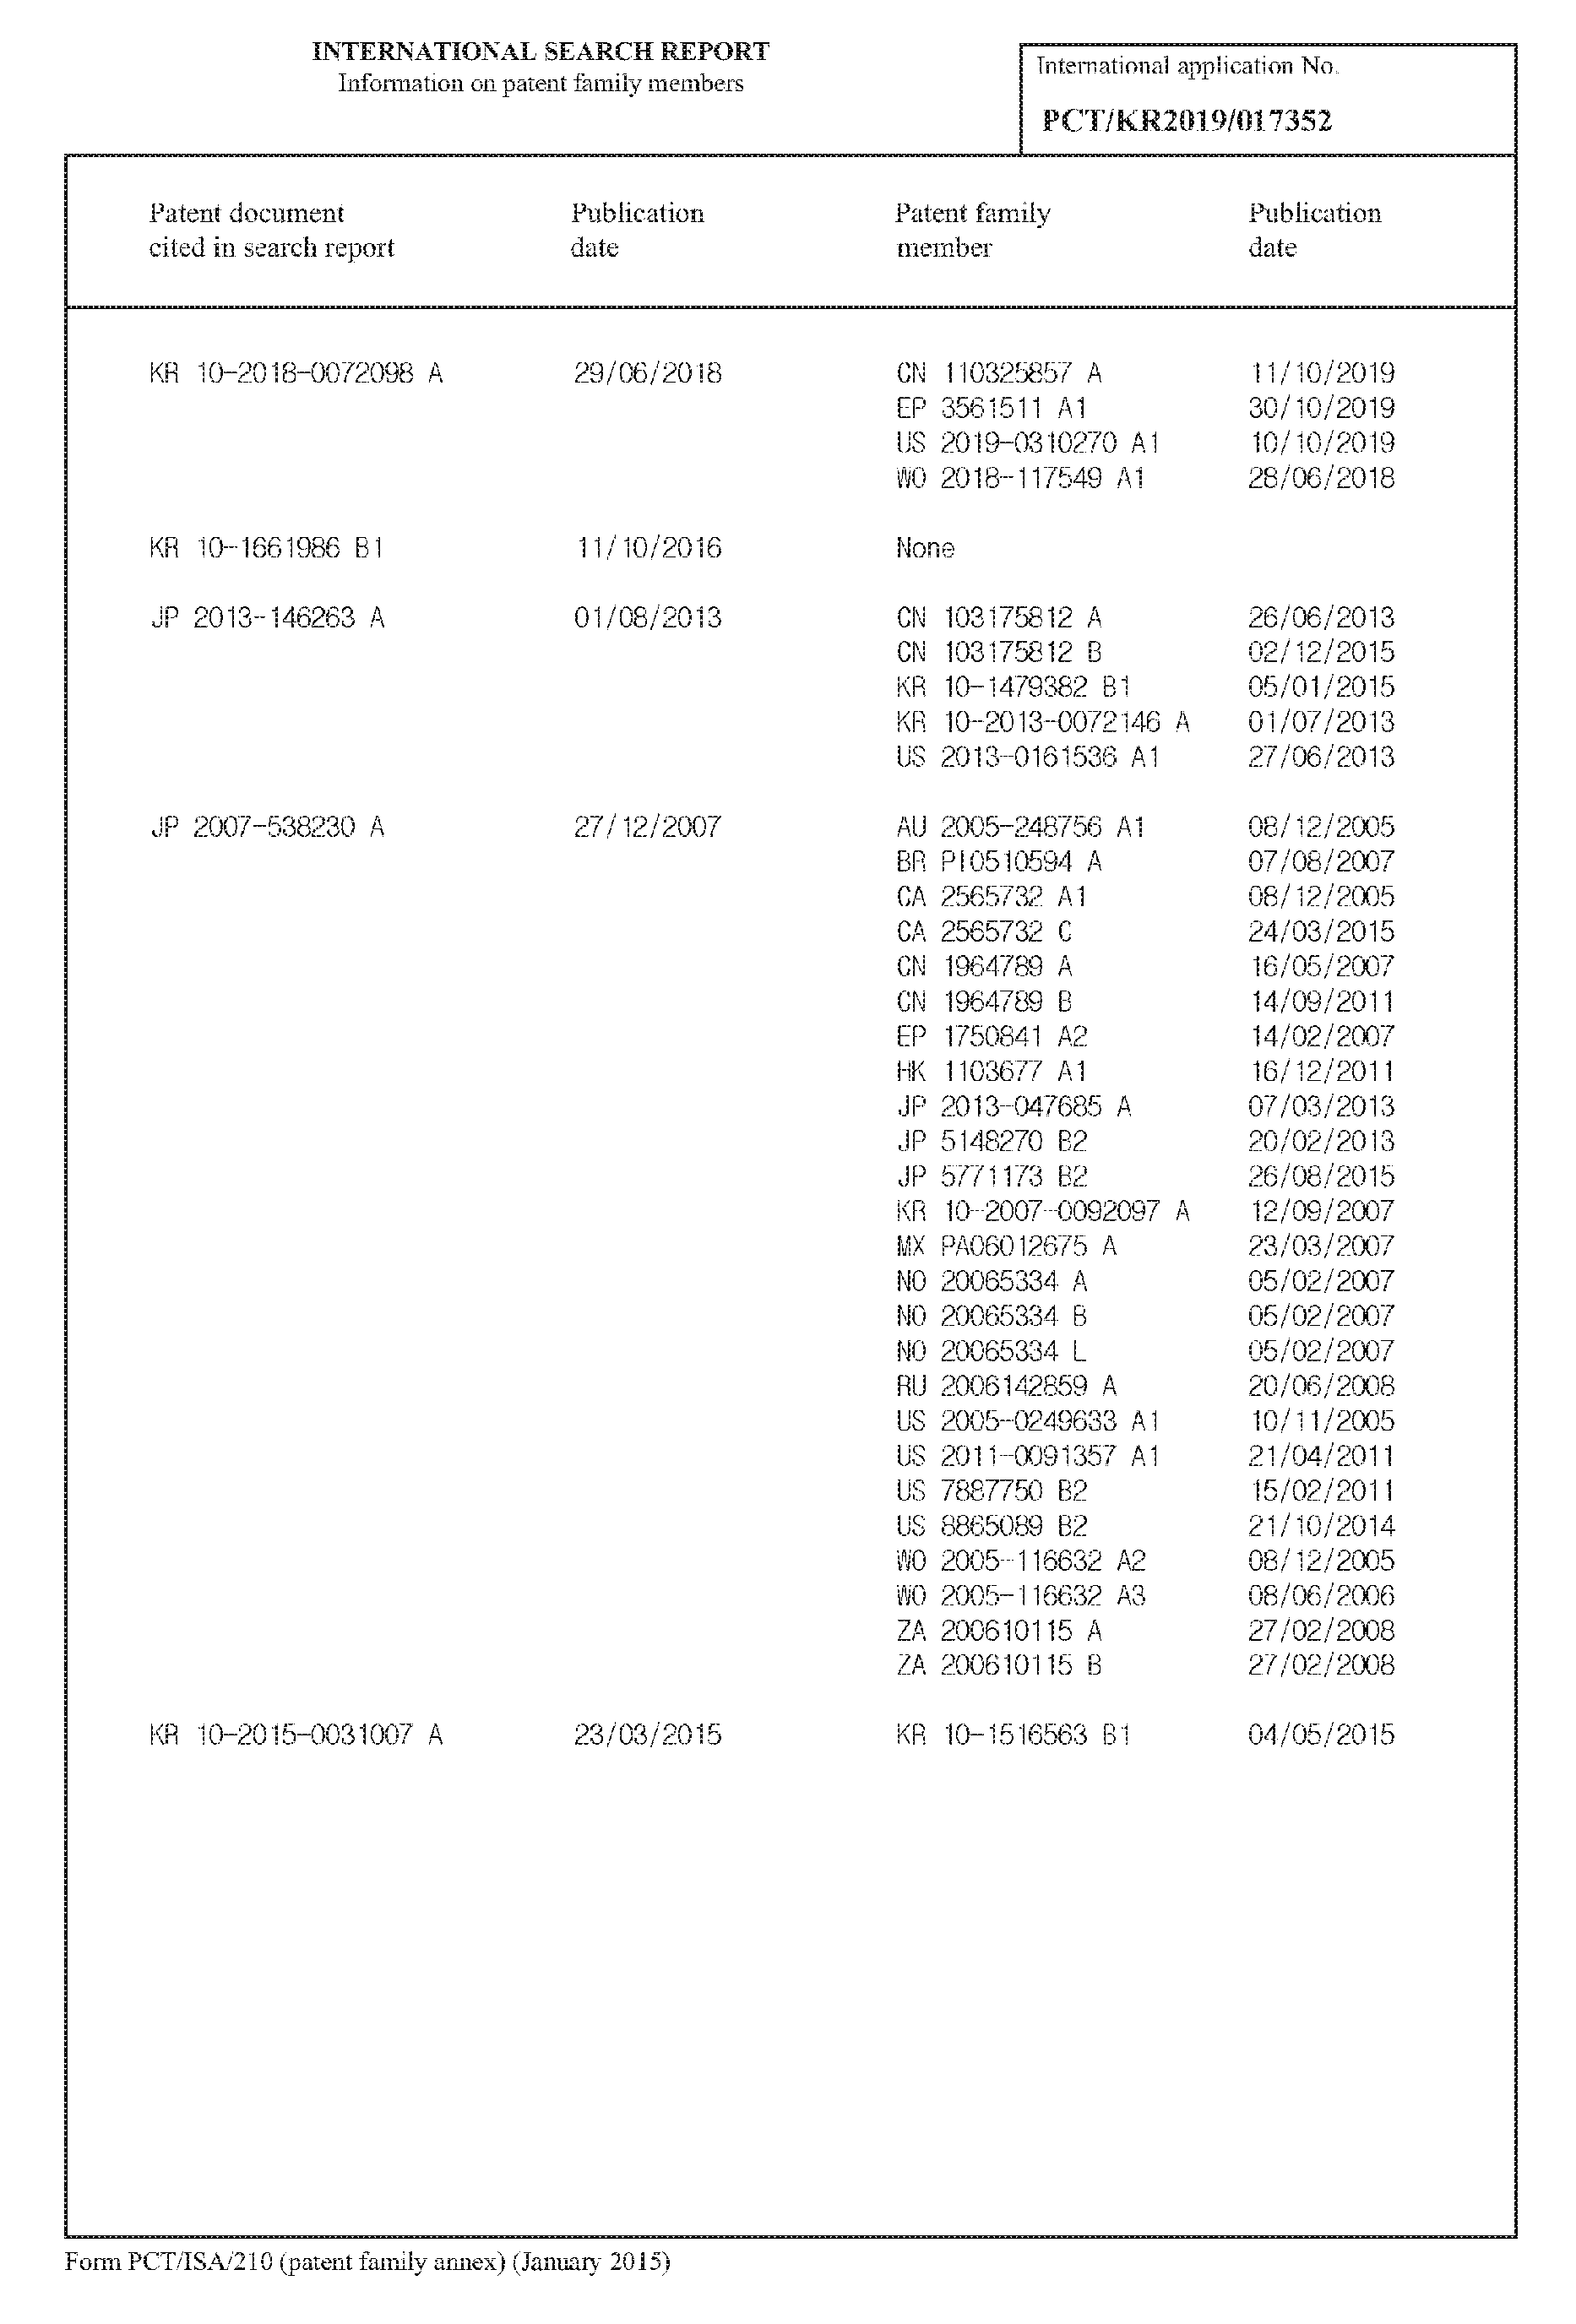 INTERNATIONAL SEARCH REPORT
Information on patent family members
International application No.
PCT/KR2019/017352
Patent document cited in search report
Publication date
Patent family member
Publication date
KR 10-2018-0072098 A 29/06/2018 CN 110325857 A 11/10/2019
EP 3561511 A1 30/10/2019
US 2019-0310270 A1 10/10/2019
WO 2018-117549 A1 28/06/2018
KR 10-1661986 B1 11/10/2016 None
JP 2013-146263 A 01/08/2013 CN 103175812 A 26/06/2013
CN 103175812 B 02/12/2015
KR 10-1479382 B1 05/01/2015
KR 10-2013-0072146 A 01/07/2013
US 2013-0161536 A1 27/06/2013
JP 2007-538230 A 27/12/2007 AU 2005-248756 A1 08/12/2005
BR PI0510594 A 07/08/2007
CA 2565732 A1 08/12/2005
CA 2565732 C 24/03/2015
CN 1964789 A 16/05/2007
CN 1964789 B 14/09/2011
EP 1750841 A2 14/02/2007
HK 1103677 A1 16/12/2011
JP 2013-047685 A 07/03/2013
JP 5148270 B2 20/02/2013
JP 5771173 B2 26/08/2015
KR 10-2007-0092097 A 12/09/2007
MX PA06012675 A 23/03/2007
NO 20065334 A 05/02/2007
NO 20065334 B 05/02/2007
NO 20065334 L 05/02/2007
RU 2006142859 A 20/06/2008
US 2005-0249633 A1 10/11/2005
US 2011-0091357 A1 21/04/2011
US 7887750 B2 15/02/2011
US 8865089 B2 21/10/2014
WO 2005-116632 A2 08/12/2005
WO 2005-116632 A3 08/06/2006
ZA 200610115 A 27/02/2008
ZA 200610115 B 27/02/2008
KR 10-2015-0031007 A 23/03/2015 KR 10-1516563 B1 04/05/2015
Form PCT/ISA/210 (patent family annex) (January 2015)